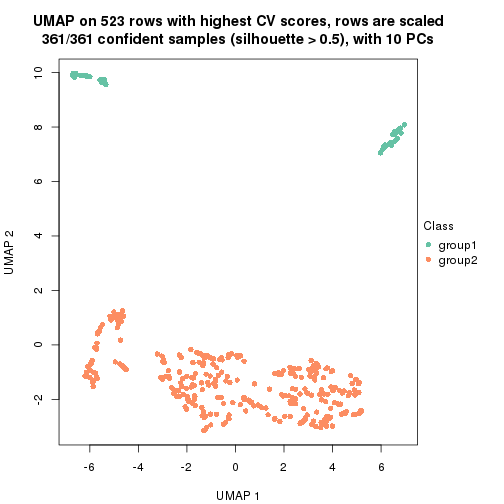 UMAP on 523 rows with highest CV scores, rows are scaled
361/361 confident samples (silhouette > 0.5), with 10 PCs
10
8
6
4
2
0
-2
UMAP 2
Class
group1
group2
-6 -4 -2 0 2 4 6
UMAP 1